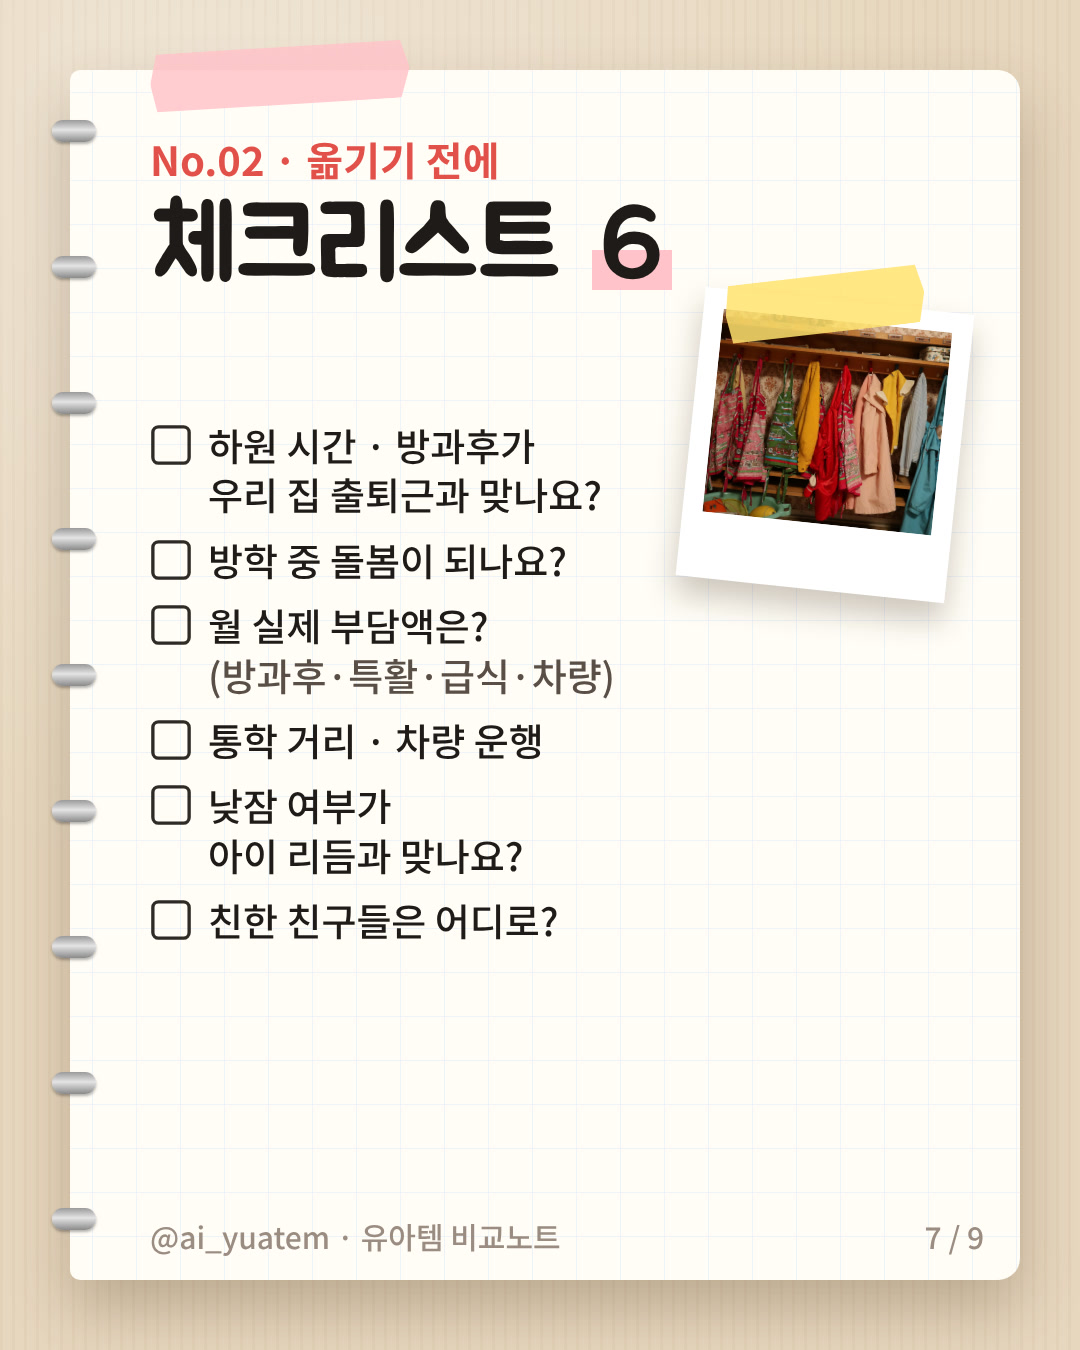 No.02 · 옮기기 전에
체크리스트 6
하원 시간 · 방과후가
우리 집 출퇴근과 맞나요?
방학 중 돌봄이 되나요?
월 실제 부담액은?
(방과후·특활·급식·차량)
통학 거리 · 차량 운행
낮잠 여부가
아이 리듬과 맞나요?
친한 친구들은 어디로?
@ai_yuatem · 유아템 비교노트
7 / 9